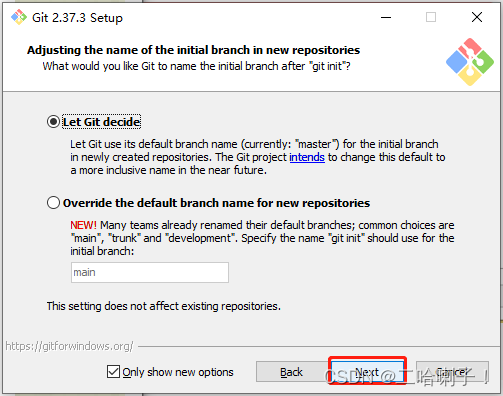 Git 2.37.3 Setup
Adjusting the name of the initial branch in new repositories
What would you like Git to name the initial branch after "git init"?
Let Git decide
Let Git use its default branch name (currently: "master") for the initial branch
in newly created repositories. The Git project intends to change this default to
a more inclusive name in the near future.
Override the default branch name for new repositories
NEW! Many teams already renamed their default branches; common choices are
"main", "trunk" and "development". Specify the name "git init" should use for the
initial branch:
main
This setting does not affect existing repositories.
https://gitforwindows.org/
Only show new options
Back
Next
Cancel
CSDN @二哈喇子！